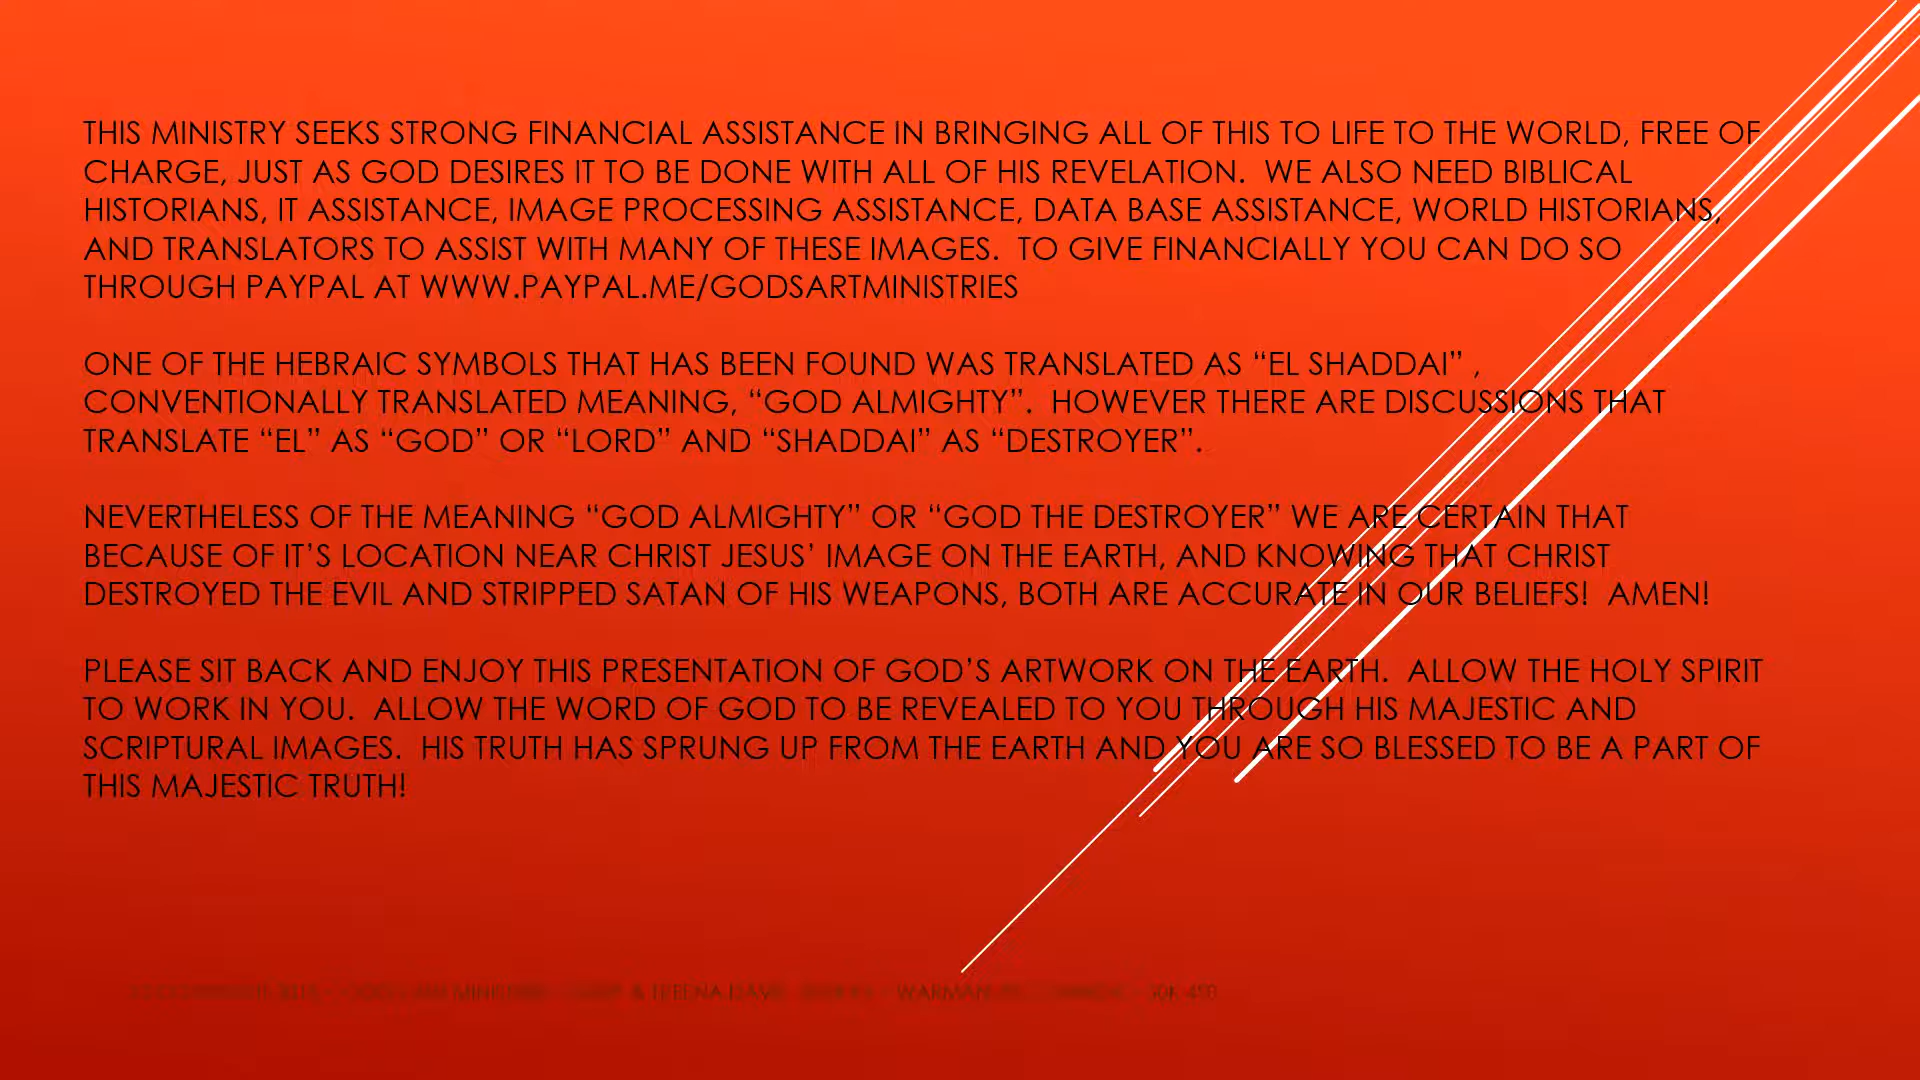 THIS MINISTRY SEEKS STRONG FINANCIAL ASSISTANCE IN BRINGING ALL OF THIS TO LIFE TO THE WORLD, FREE OF
CHARGE, JUST AS GOD DESIRES IT TO BE DONE WITH ALL OF HIS REVELATION.  WE ALSO NEED BIBLICAL
HISTORIANS, IT ASSISTANCE, IMAGE PROCESSING ASSISTANCE, DATA BASE ASSISTANCE, WORLD HISTORIANS,
AND TRANSLATORS TO ASSIST WITH MANY OF THESE IMAGES.  TO GIVE FINANCIALLY YOU CAN DO SO
THROUGH PAYPAL AT WWW.PAYPAL.ME/GODSARTMINISTRIES
ONE OF THE HEBRAIC SYMBOLS THAT HAS BEEN FOUND WAS TRANSLATED AS “EL SHADDAI” ,
CONVENTIONALLY TRANSLATED MEANING, “GOD ALMIGHTY”.  HOWEVER THERE ARE DISCUSSIONS THAT
TRANSLATE “EL” AS “GOD” OR “LORD” AND “SHADDAI” AS “DESTROYER”.
NEVERTHELESS OF THE MEANING “GOD ALMIGHTY” OR “GOD THE DESTROYER” WE ARE CERTAIN THAT
BECAUSE OF IT’S LOCATION NEAR CHRIST JESUS’ IMAGE ON THE EARTH, AND KNOWING THAT CHRIST
DESTROYED THE EVIL AND STRIPPED SATAN OF HIS WEAPONS, BOTH ARE ACCURATE IN OUR BELIEFS!  AMEN!
PLEASE SIT BACK AND ENJOY THIS PRESENTATION OF GOD’S ARTWORK ON THE EARTH.  ALLOW THE HOLY SPIRIT
TO WORK IN YOU.  ALLOW THE WORD OF GOD TO BE REVEALED TO YOU THROUGH HIS MAJESTIC AND
SCRIPTURAL IMAGES.  HIS TRUTH HAS SPRUNG UP FROM THE EARTH AND YOU ARE SO BLESSED TO BE A PART OF
THIS MAJESTIC TRUTH!
& TREENA WARMAN